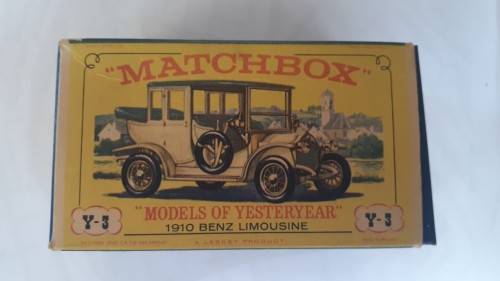 "MATCHBOX"
"MODELS OF YESTERYEAR"
Y-3
1910 BENZ LIMOUSINE
Y-3
A LESNEY PRODUCT